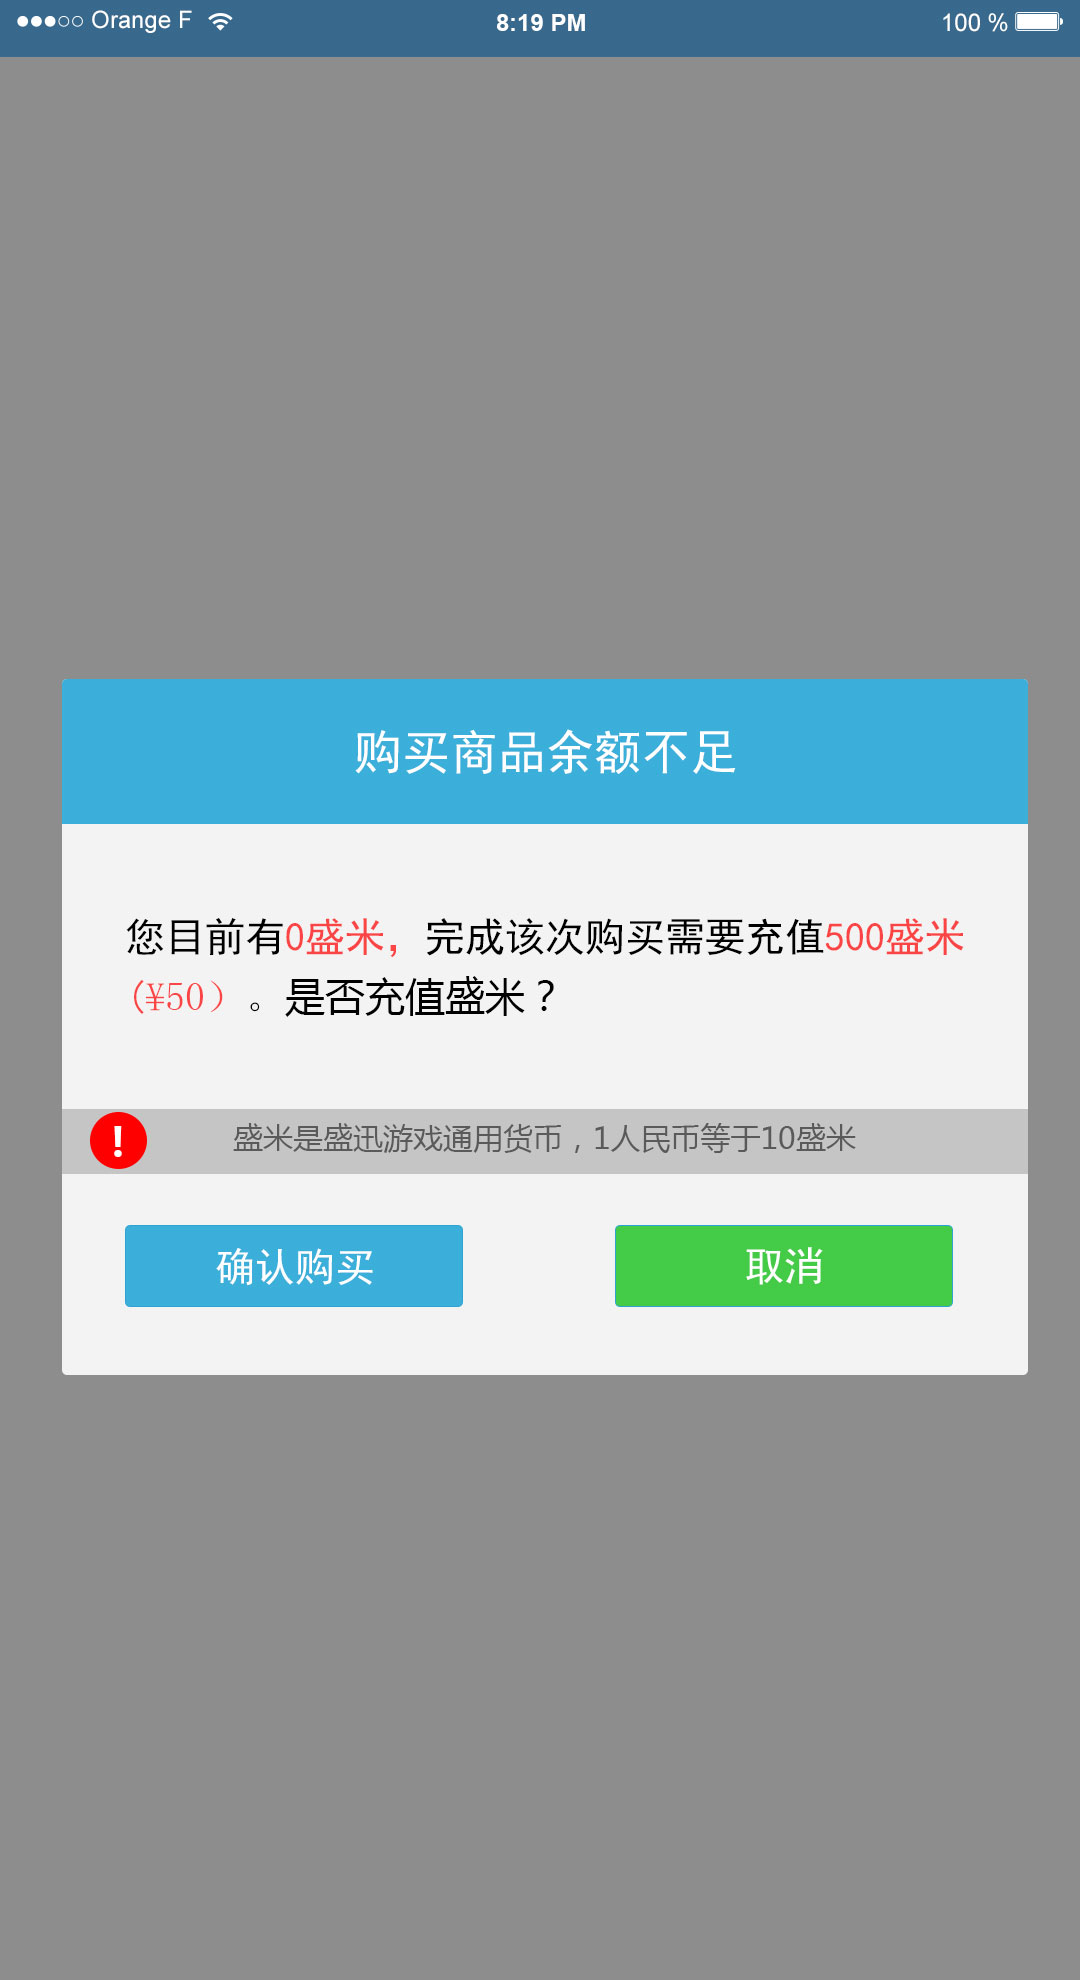 Orange F
8:19 PM
100 %
购买商品余额不足
您目前有0盛米，完成该次购买需要充值500盛米
（¥50）。是否充值盛米？
! 盛米是盛迅游戏通用货币，1人民币等于10盛米
确认购买
取消